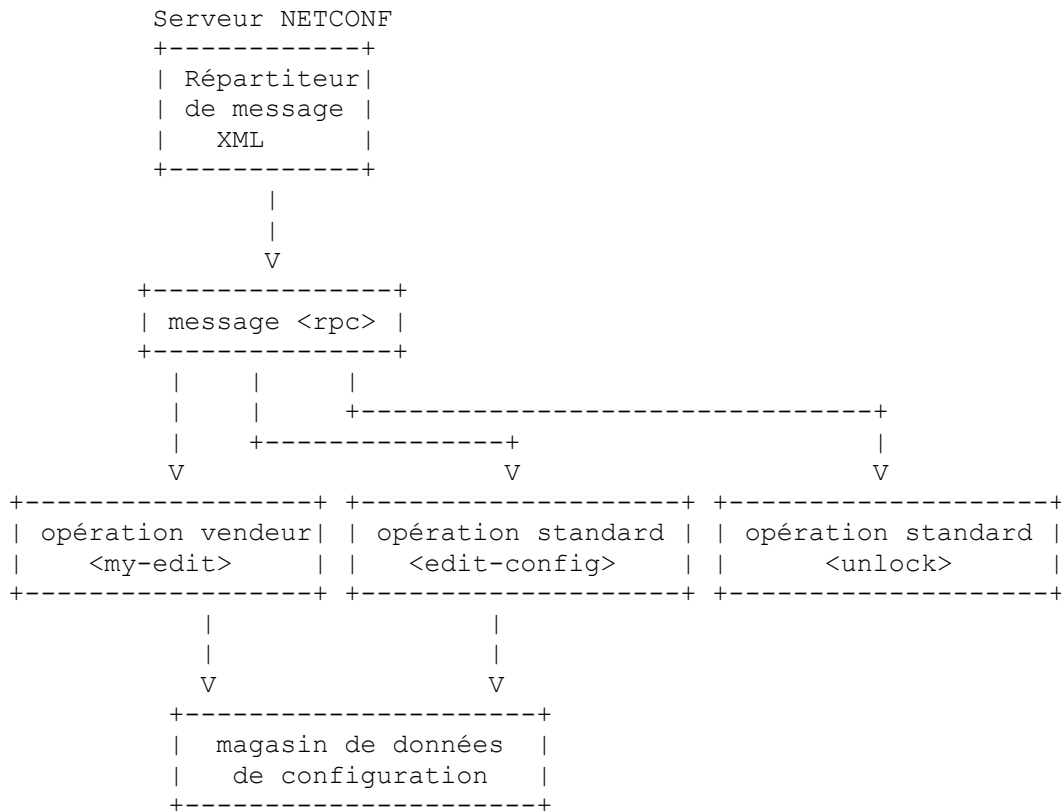 Serveur NETCONF
Répartiteur
de message
XML
V
message <rpc>
V V V
opération vendeur opération standard opération standard
<my-edit> <edit-config> <unlock>
V V
magasin de données
de configuration